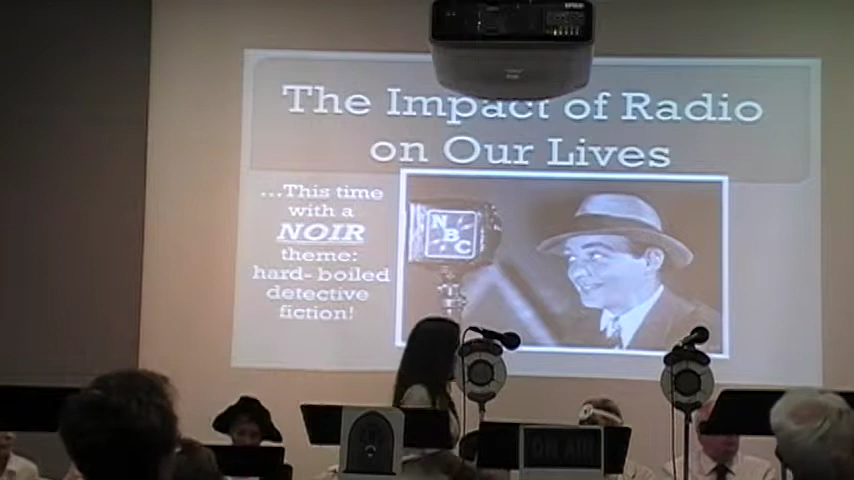 EPSON
The Impact of Radio
on Our Lives
...This time
with a
NOIR
theme:
hard- boiled
detective
fiction!
NBC
ON AIR